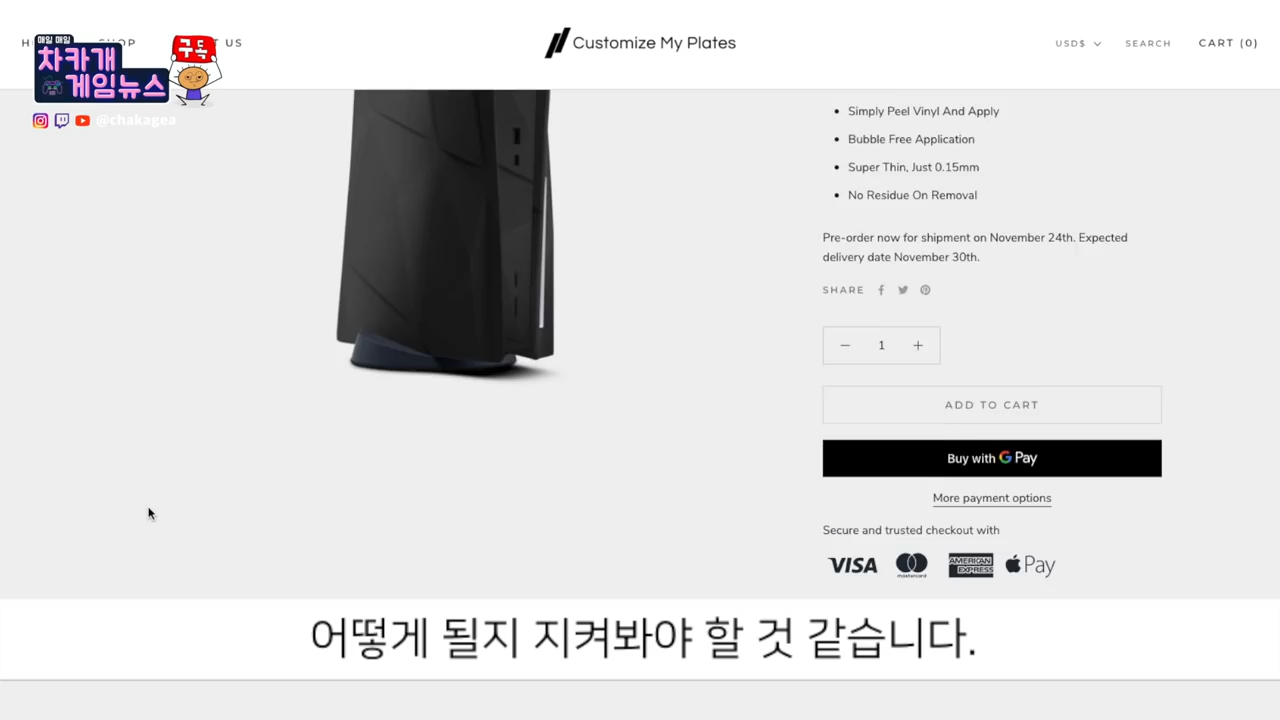 매일 매일
차카개
게임뉴스
구독
@chakagea
SHOP
US
Customize My Plates
USD$
SEARCH
CART (0)
Simply Peel Vinyl And Apply
Bubble Free Application
Super Thin, Just 0.15mm
No Residue On Removal
Pre-order now for shipment on November 24th. Expected
delivery date November 30th.
SHARE
1
ADD TO CART
Buy with G Pay
More payment options
Secure and trusted checkout with
VISA
mastercard
AMERICAN EXPRESS
Pay
어떻게 될지 지켜봐야 할 것 같습니다.